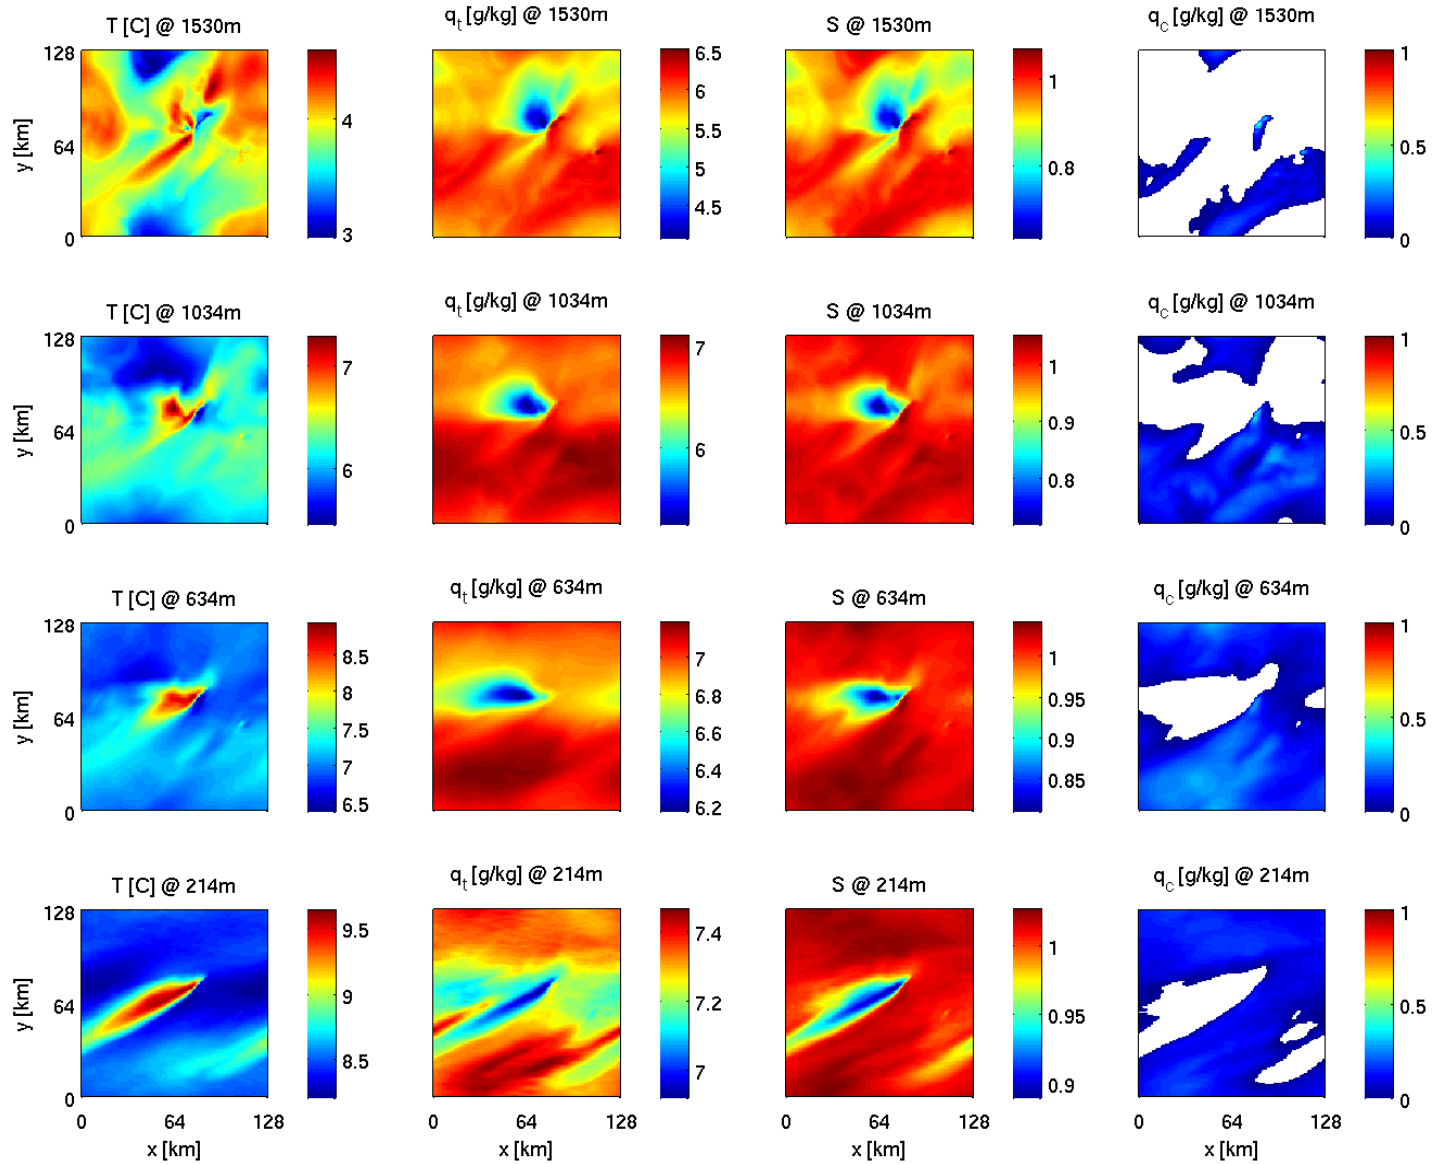 T [C] @ 1530m
q_t [g/kg] @ 1530m
S @ 1530m
q_c [g/kg] @ 1530m
128
64
0
y [km]
4
3
6.5
6
5.5
5
4.5
1
0.8
1
0.5
0
T [C] @ 1034m
q_t [g/kg] @ 1034m
S @ 1034m
q_c [g/kg] @ 1034m
128
64
0
y [km]
7
6
7
6
1
0.9
0.8
1
0.5
0
T [C] @ 634m
q_t [g/kg] @ 634m
S @ 634m
q_c [g/kg] @ 634m
128
64
0
y [km]
8.5
8
7.5
7
6.5
7
6.8
6.6
6.4
6.2
1
0.95
0.9
0.85
1
0.5
0
T [C] @ 214m
q_t [g/kg] @ 214m
S @ 214m
q_c [g/kg] @ 214m
128
64
0
y [km]
9.5
9
8.5
7.4
7.2
7
1
0.95
0.9
1
0.5
0
0 64 128
0 64 128
0 64 128
0 64 128
x [km]
x [km]
x [km]
x [km]